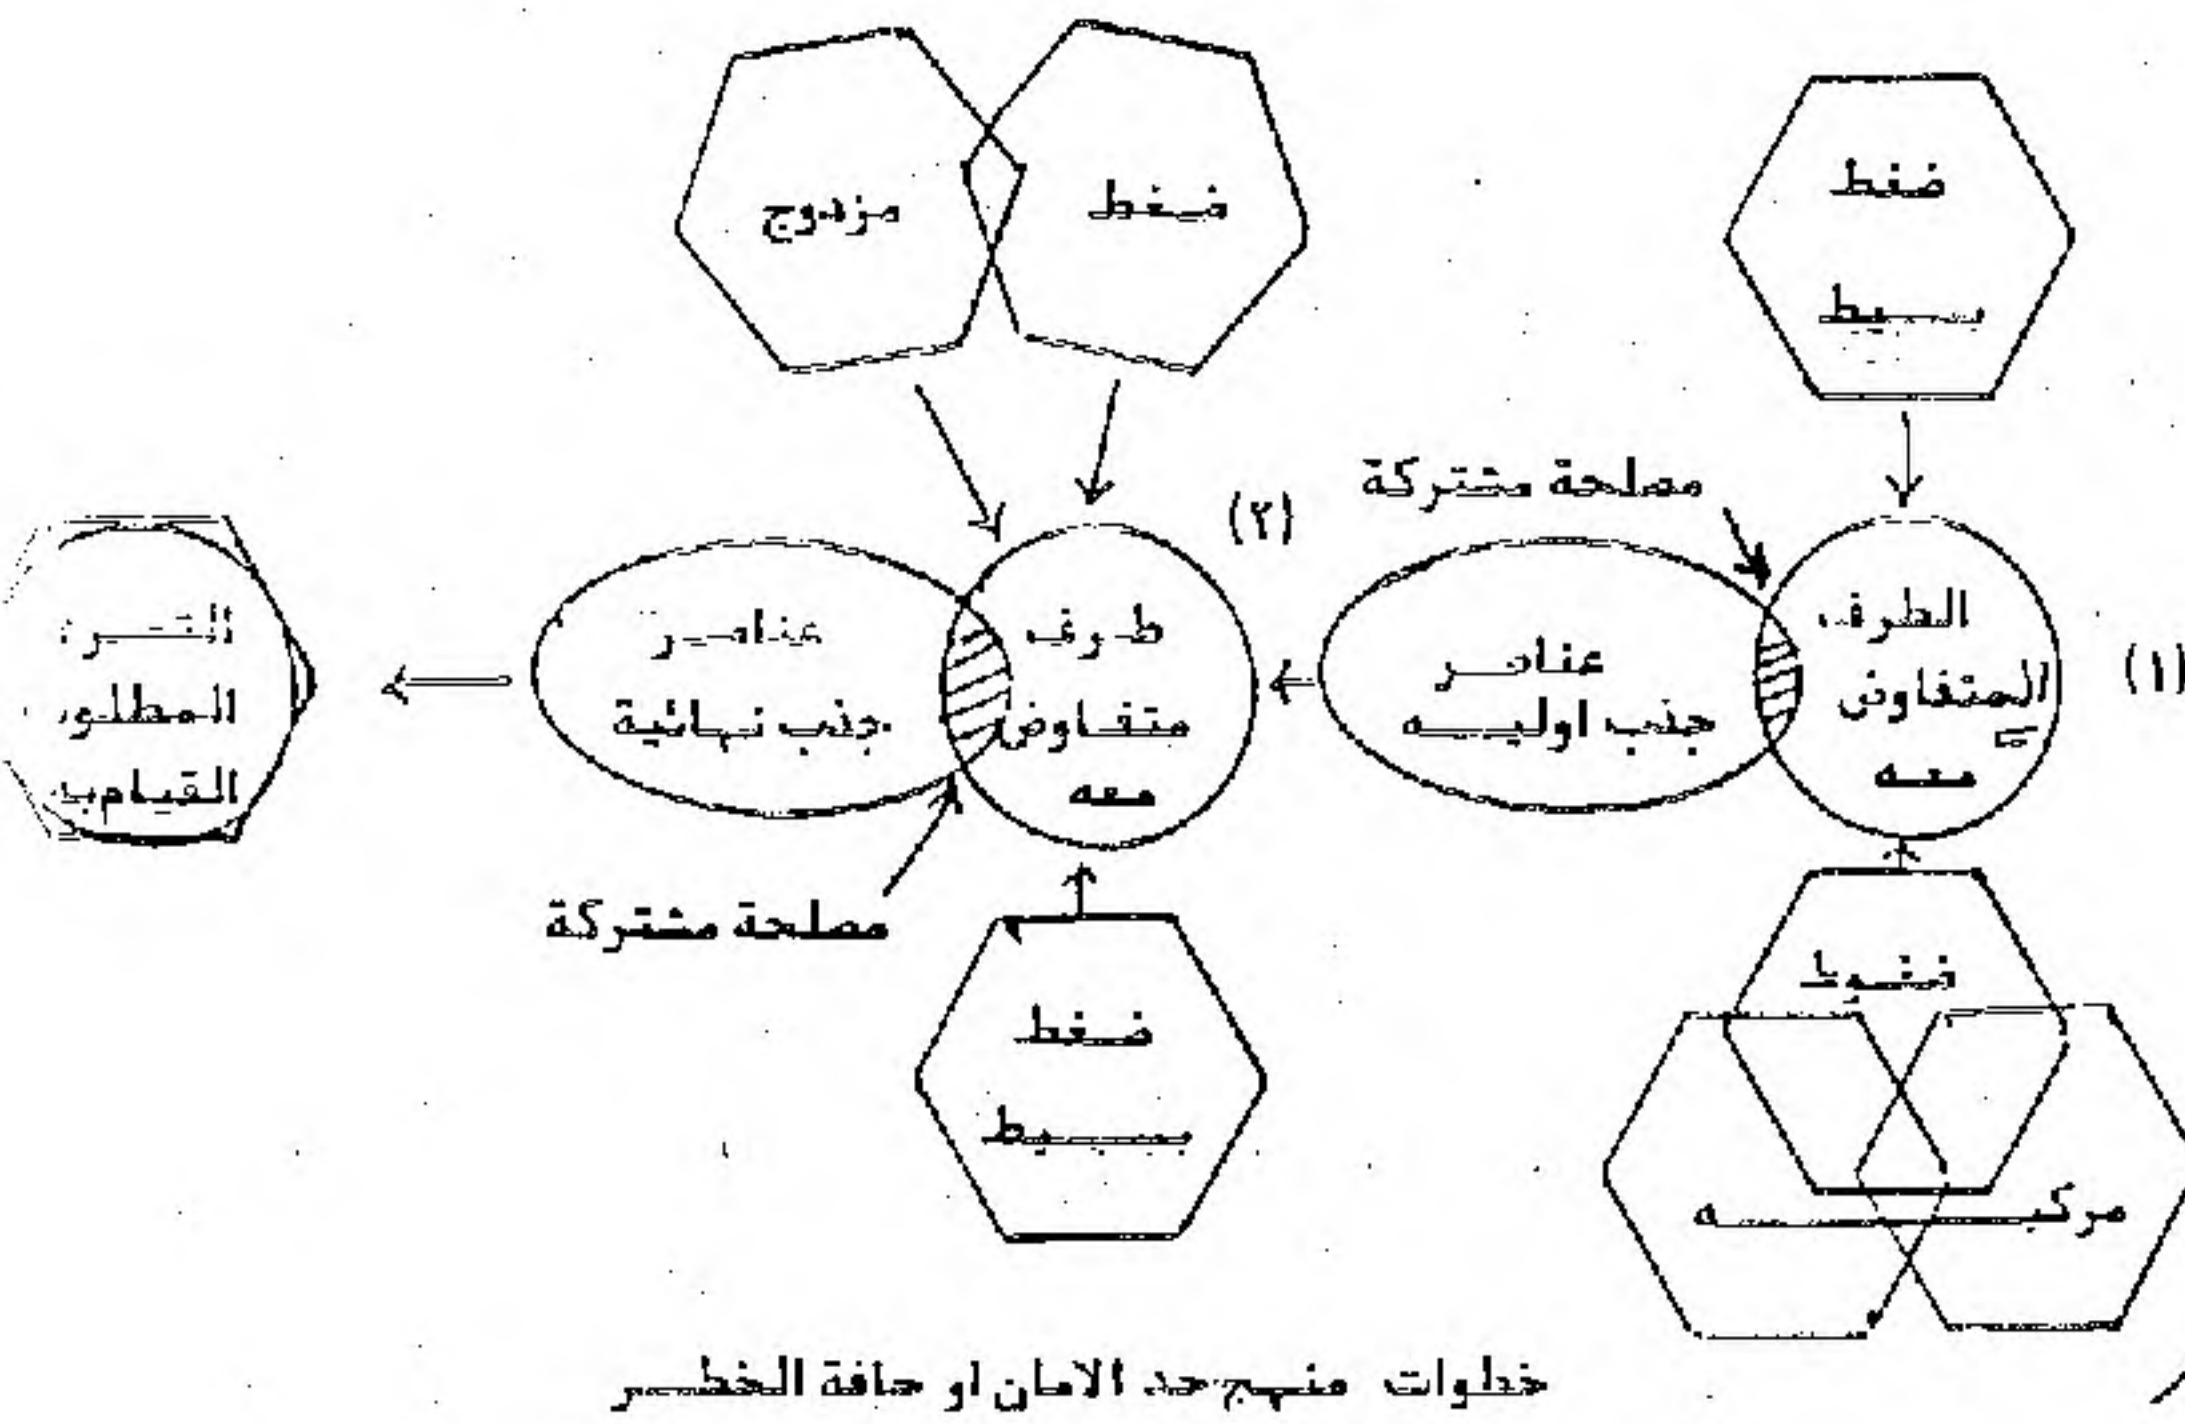 ضغط
بسيط
(١)
الطرف
المتفاوض
معه
مصلحة مشتركة
عناصر
جذب اوليه
ضغوط
مركبه
ضغط
مزدوج
(٢)
طرف
متفاوض
معه
عناصر
جذب نهائية
مصلحة مشتركة
ضغط
بسيط
المطلوب
القيام به
خطوات منهج حد الامان او حافة الخطر